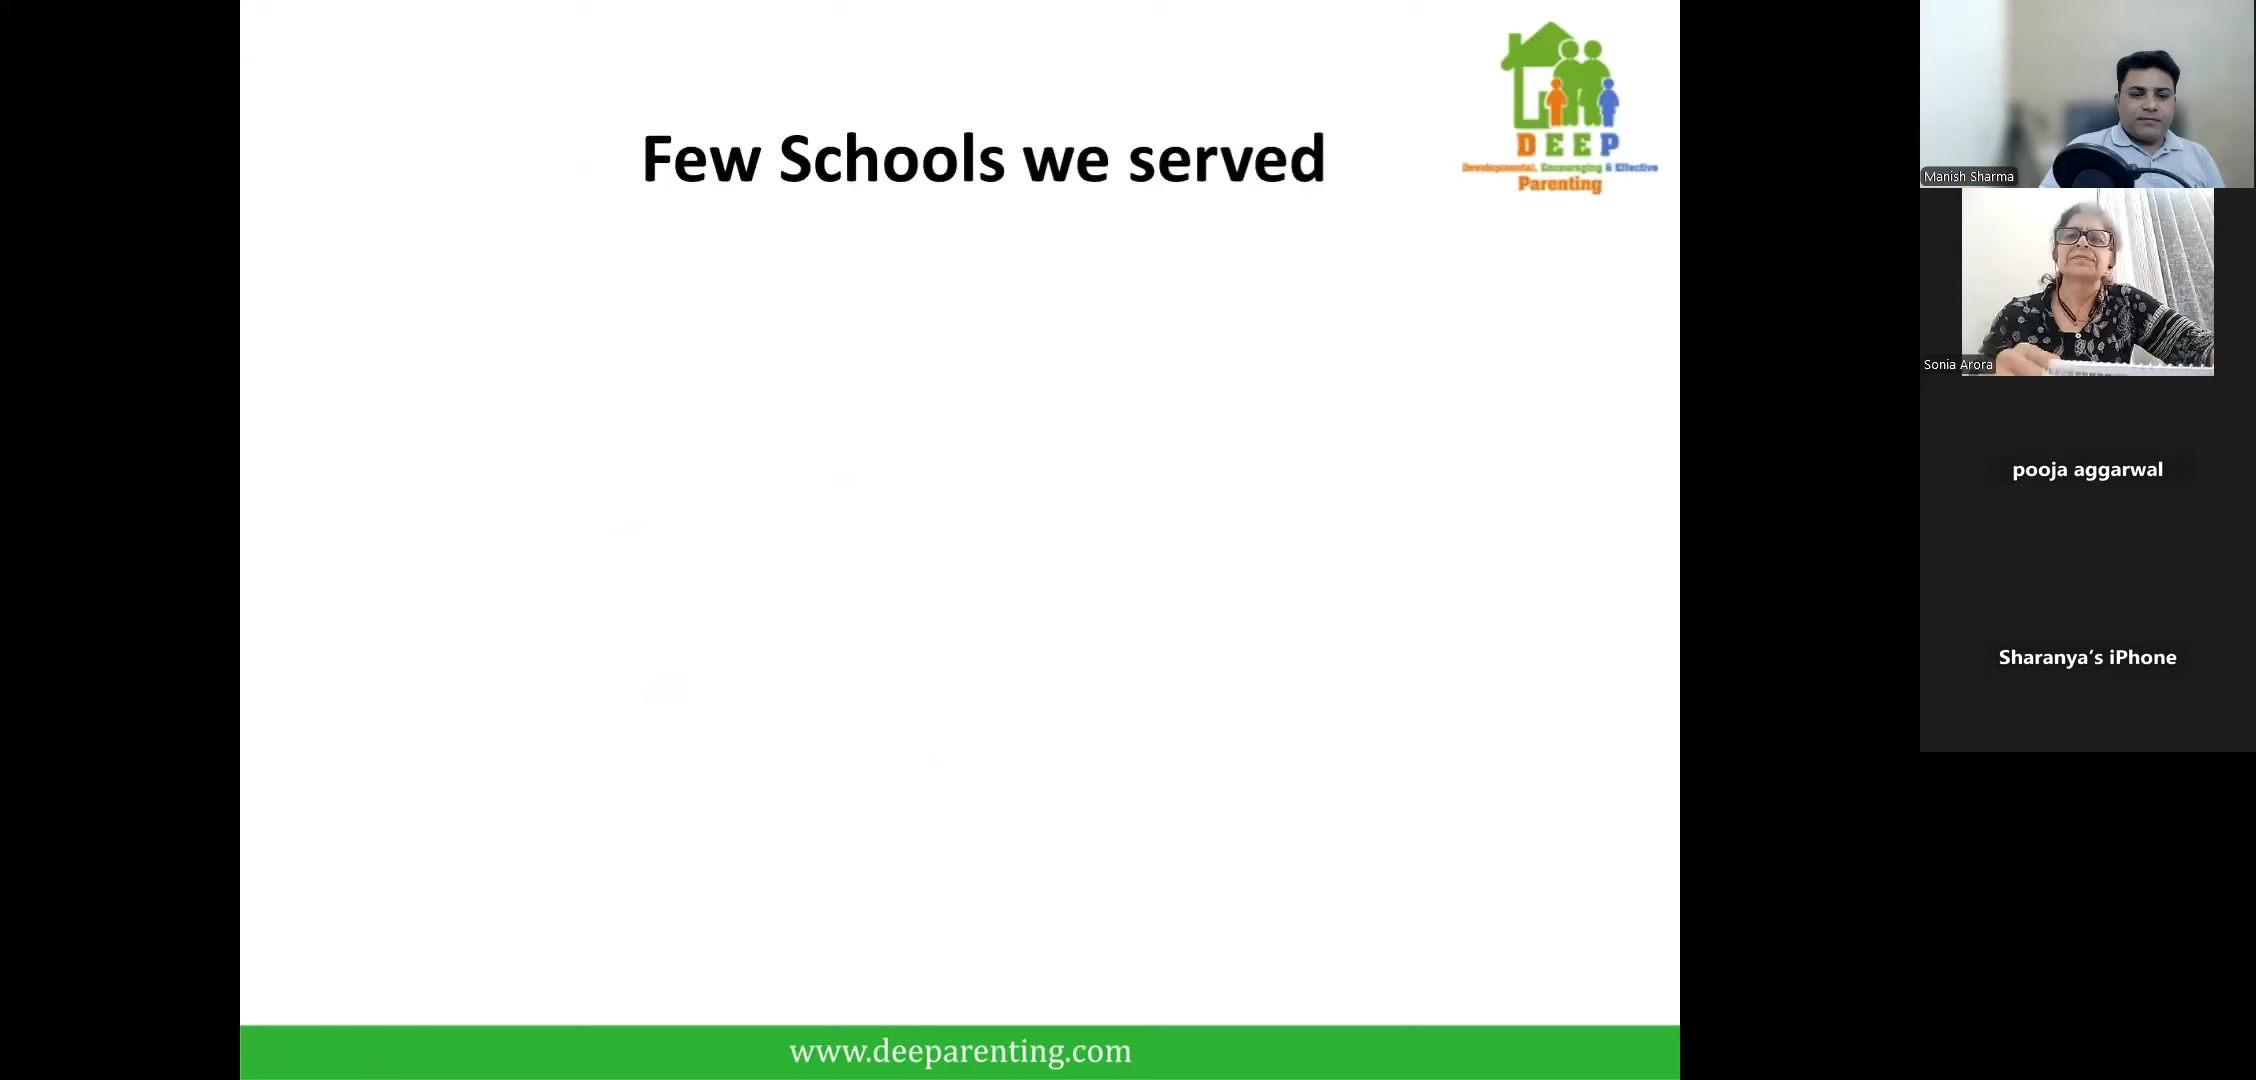 Few Schools we served
DEEP
Developmental, Encouraging & Effective
Parenting
www.deeparenting.com
Manish Sharma
Sonia Arora
pooja aggarwal
Sharanya’s iPhone